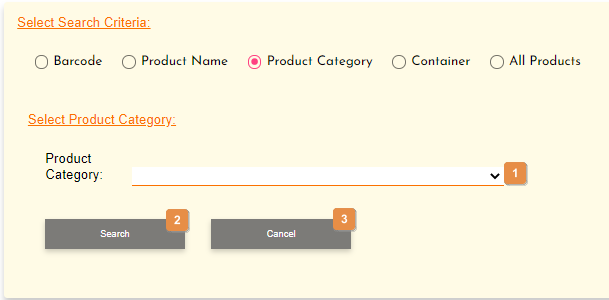 Select Search Criteria:
Barcode Product Name Product Category Container All Products
Select Product Category:
Product
Category:
1
2
3
Search Cancel